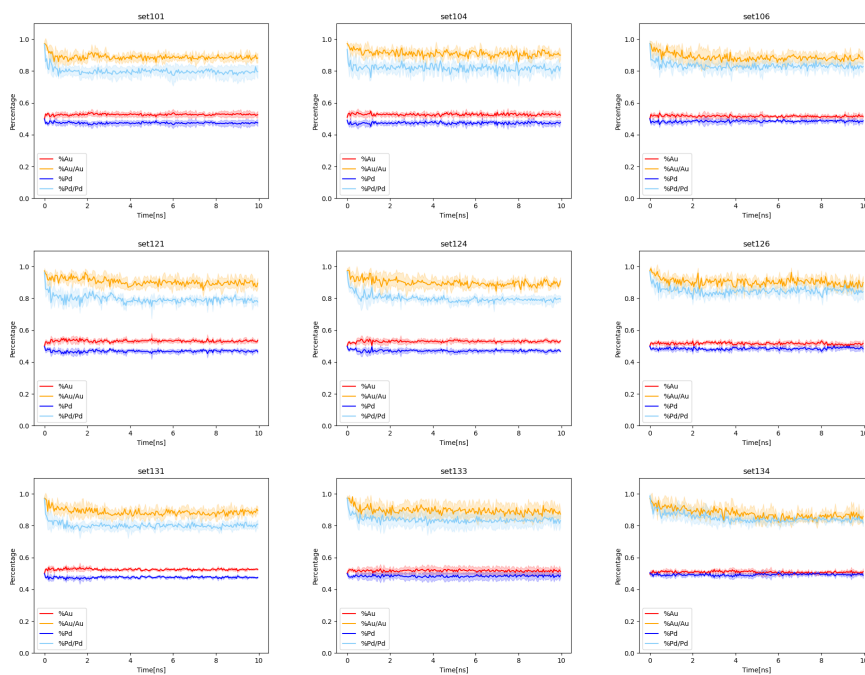 set101
set104
set106
1.0
0.8
0.6
0.4
0.2
0.0
Percentage
%Au
%Au/Au
%Pd
%Pd/Pd
0 2 4 6 8 10
Time[ns]
1.0
0.8
0.6
0.4
0.2
0.0
Percentage
%Au
%Au/Au
%Pd
%Pd/Pd
0 2 4 6 8 10
Time[ns]
1.0
0.8
0.6
0.4
0.2
0.0
Percentage
%Au
%Au/Au
%Pd
%Pd/Pd
0 2 4 6 8 10
Time[ns]
set121
set124
set126
1.0
0.8
0.6
0.4
0.2
0.0
Percentage
%Au
%Au/Au
%Pd
%Pd/Pd
0 2 4 6 8 10
Time[ns]
1.0
0.8
0.6
0.4
0.2
0.0
Percentage
%Au
%Au/Au
%Pd
%Pd/Pd
0 2 4 6 8 10
Time[ns]
1.0
0.8
0.6
0.4
0.2
0.0
Percentage
%Au
%Au/Au
%Pd
%Pd/Pd
0 2 4 6 8 10
Time[ns]
set131
set133
set134
1.0
0.8
0.6
0.4
0.2
0.0
Percentage
%Au
%Au/Au
%Pd
%Pd/Pd
0 2 4 6 8 10
Time[ns]
1.0
0.8
0.6
0.4
0.2
0.0
Percentage
%Au
%Au/Au
%Pd
%Pd/Pd
0 2 4 6 8 10
Time[ns]
1.0
0.8
0.6
0.4
0.2
0.0
Percentage
%Au
%Au/Au
%Pd
%Pd/Pd
0 2 4 6 8 10
Time[ns]